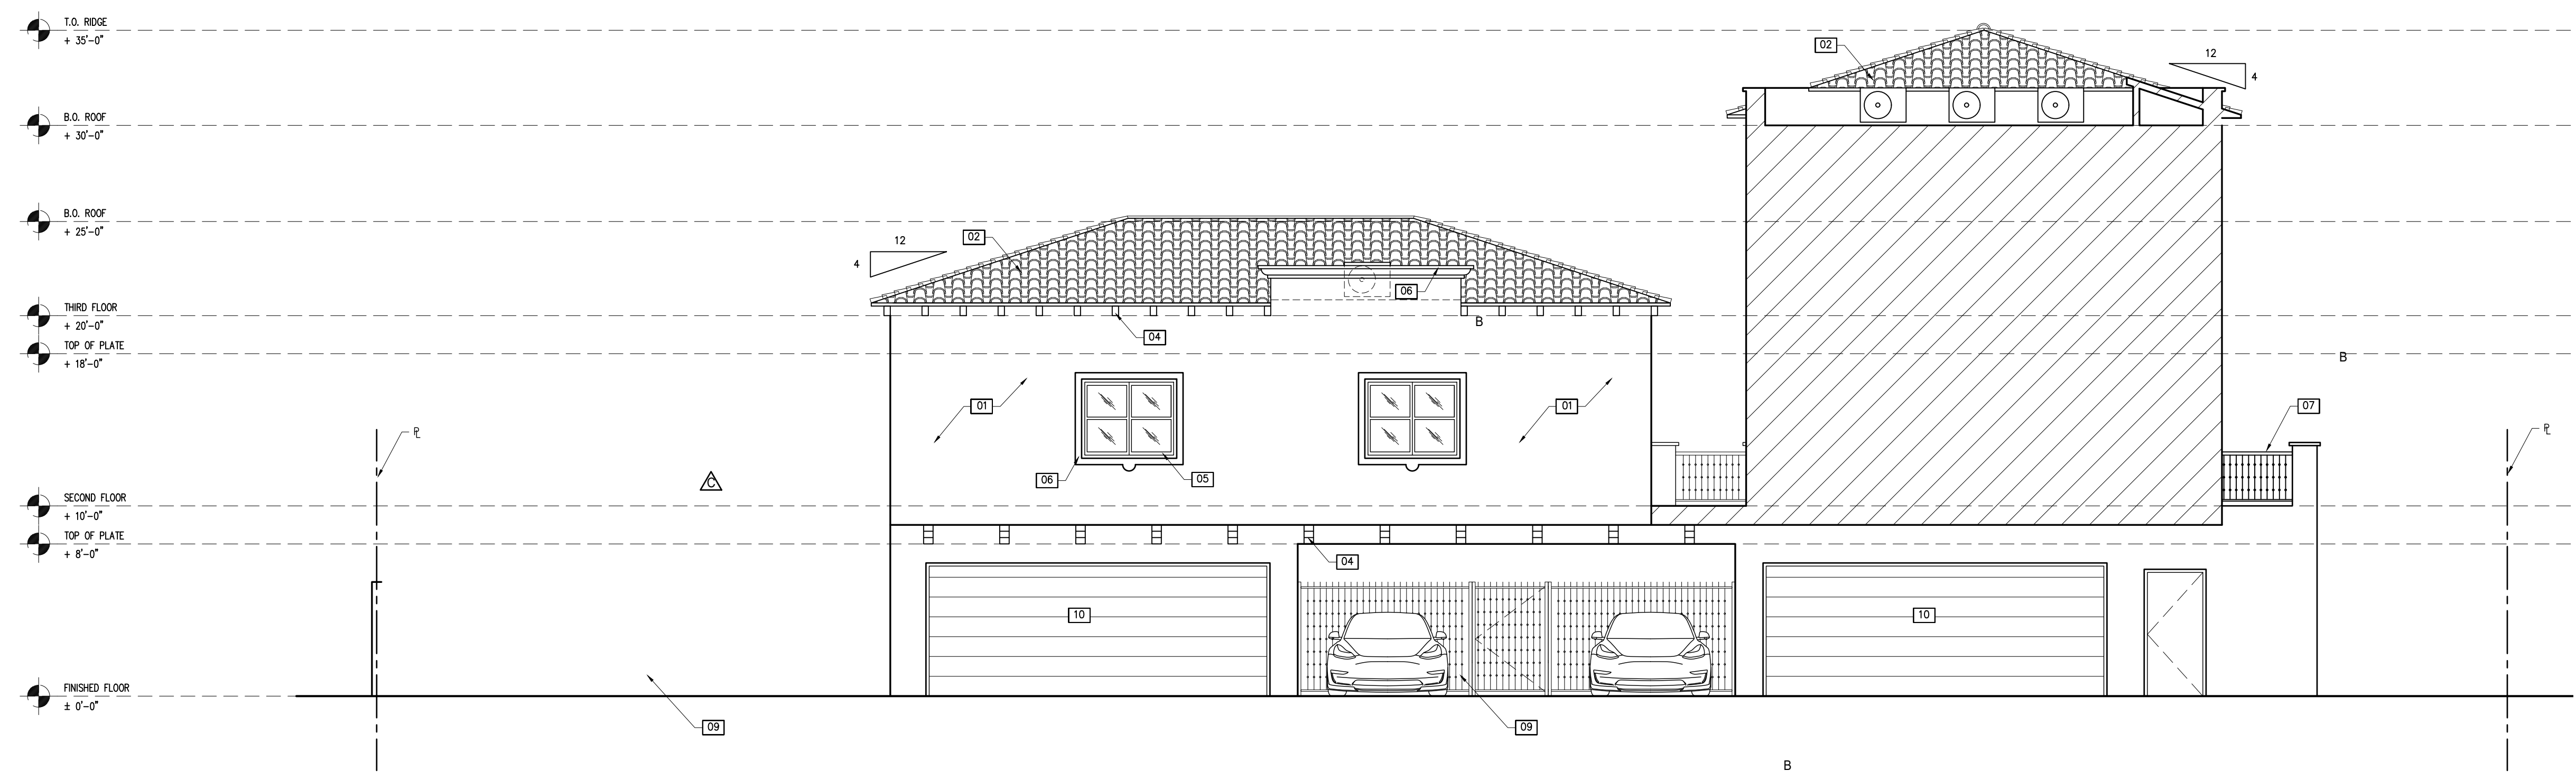 T.O. RIDGE
+ 35'-0"
02
12
4
B.O. ROOF
+ 30'-0"
B.O. ROOF
+ 25'-0"
12
4
02
06
THIRD FLOOR
+ 20'-0"
B
04
TOP OF PLATE
+ 18'-0"
B
01
01
07
PL
PL
06
05
C
SECOND FLOOR
+ 10'-0"
TOP OF PLATE
+ 8'-0"
04
10
10
FINISHED FLOOR
± 0'-0"
09
09
B